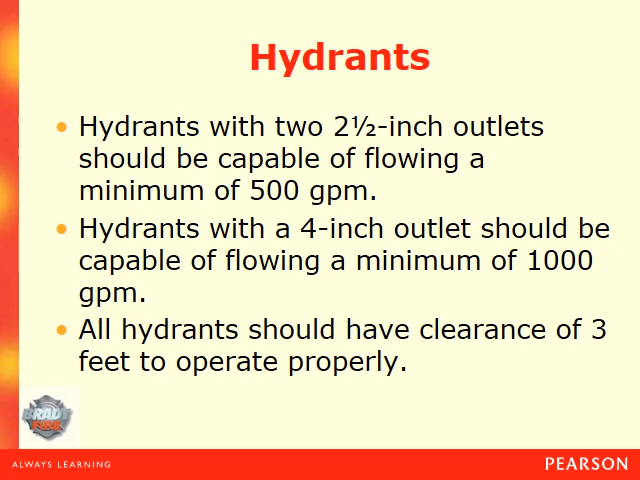 Hydrants
• Hydrants with two 2½-inch outlets
should be capable of flowing a
minimum of 500 gpm.
• Hydrants with a 4-inch outlet should be
capable of flowing a minimum of 1000
gpm.
• All hydrants should have clearance of 3
feet to operate properly.
BRADY
FIRE
ALWAYS LEARNING
PEARSON